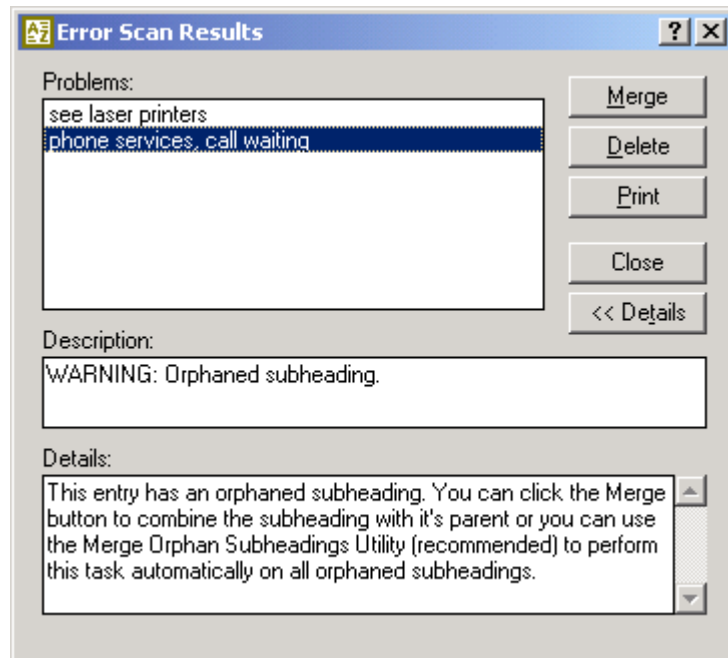 Error Scan Results
Problems:
see laser printers
phone services, call waiting
Merge
Delete
Print
Close
<< Details
Description:
WARNING: Orphaned subheading.
Details:
This entry has an orphaned subheading. You can click the Merge
button to combine the subheading with it's parent or you can use
the Merge Orphan Subheadings Utility (recommended) to perform
this task automatically on all orphaned subheadings.